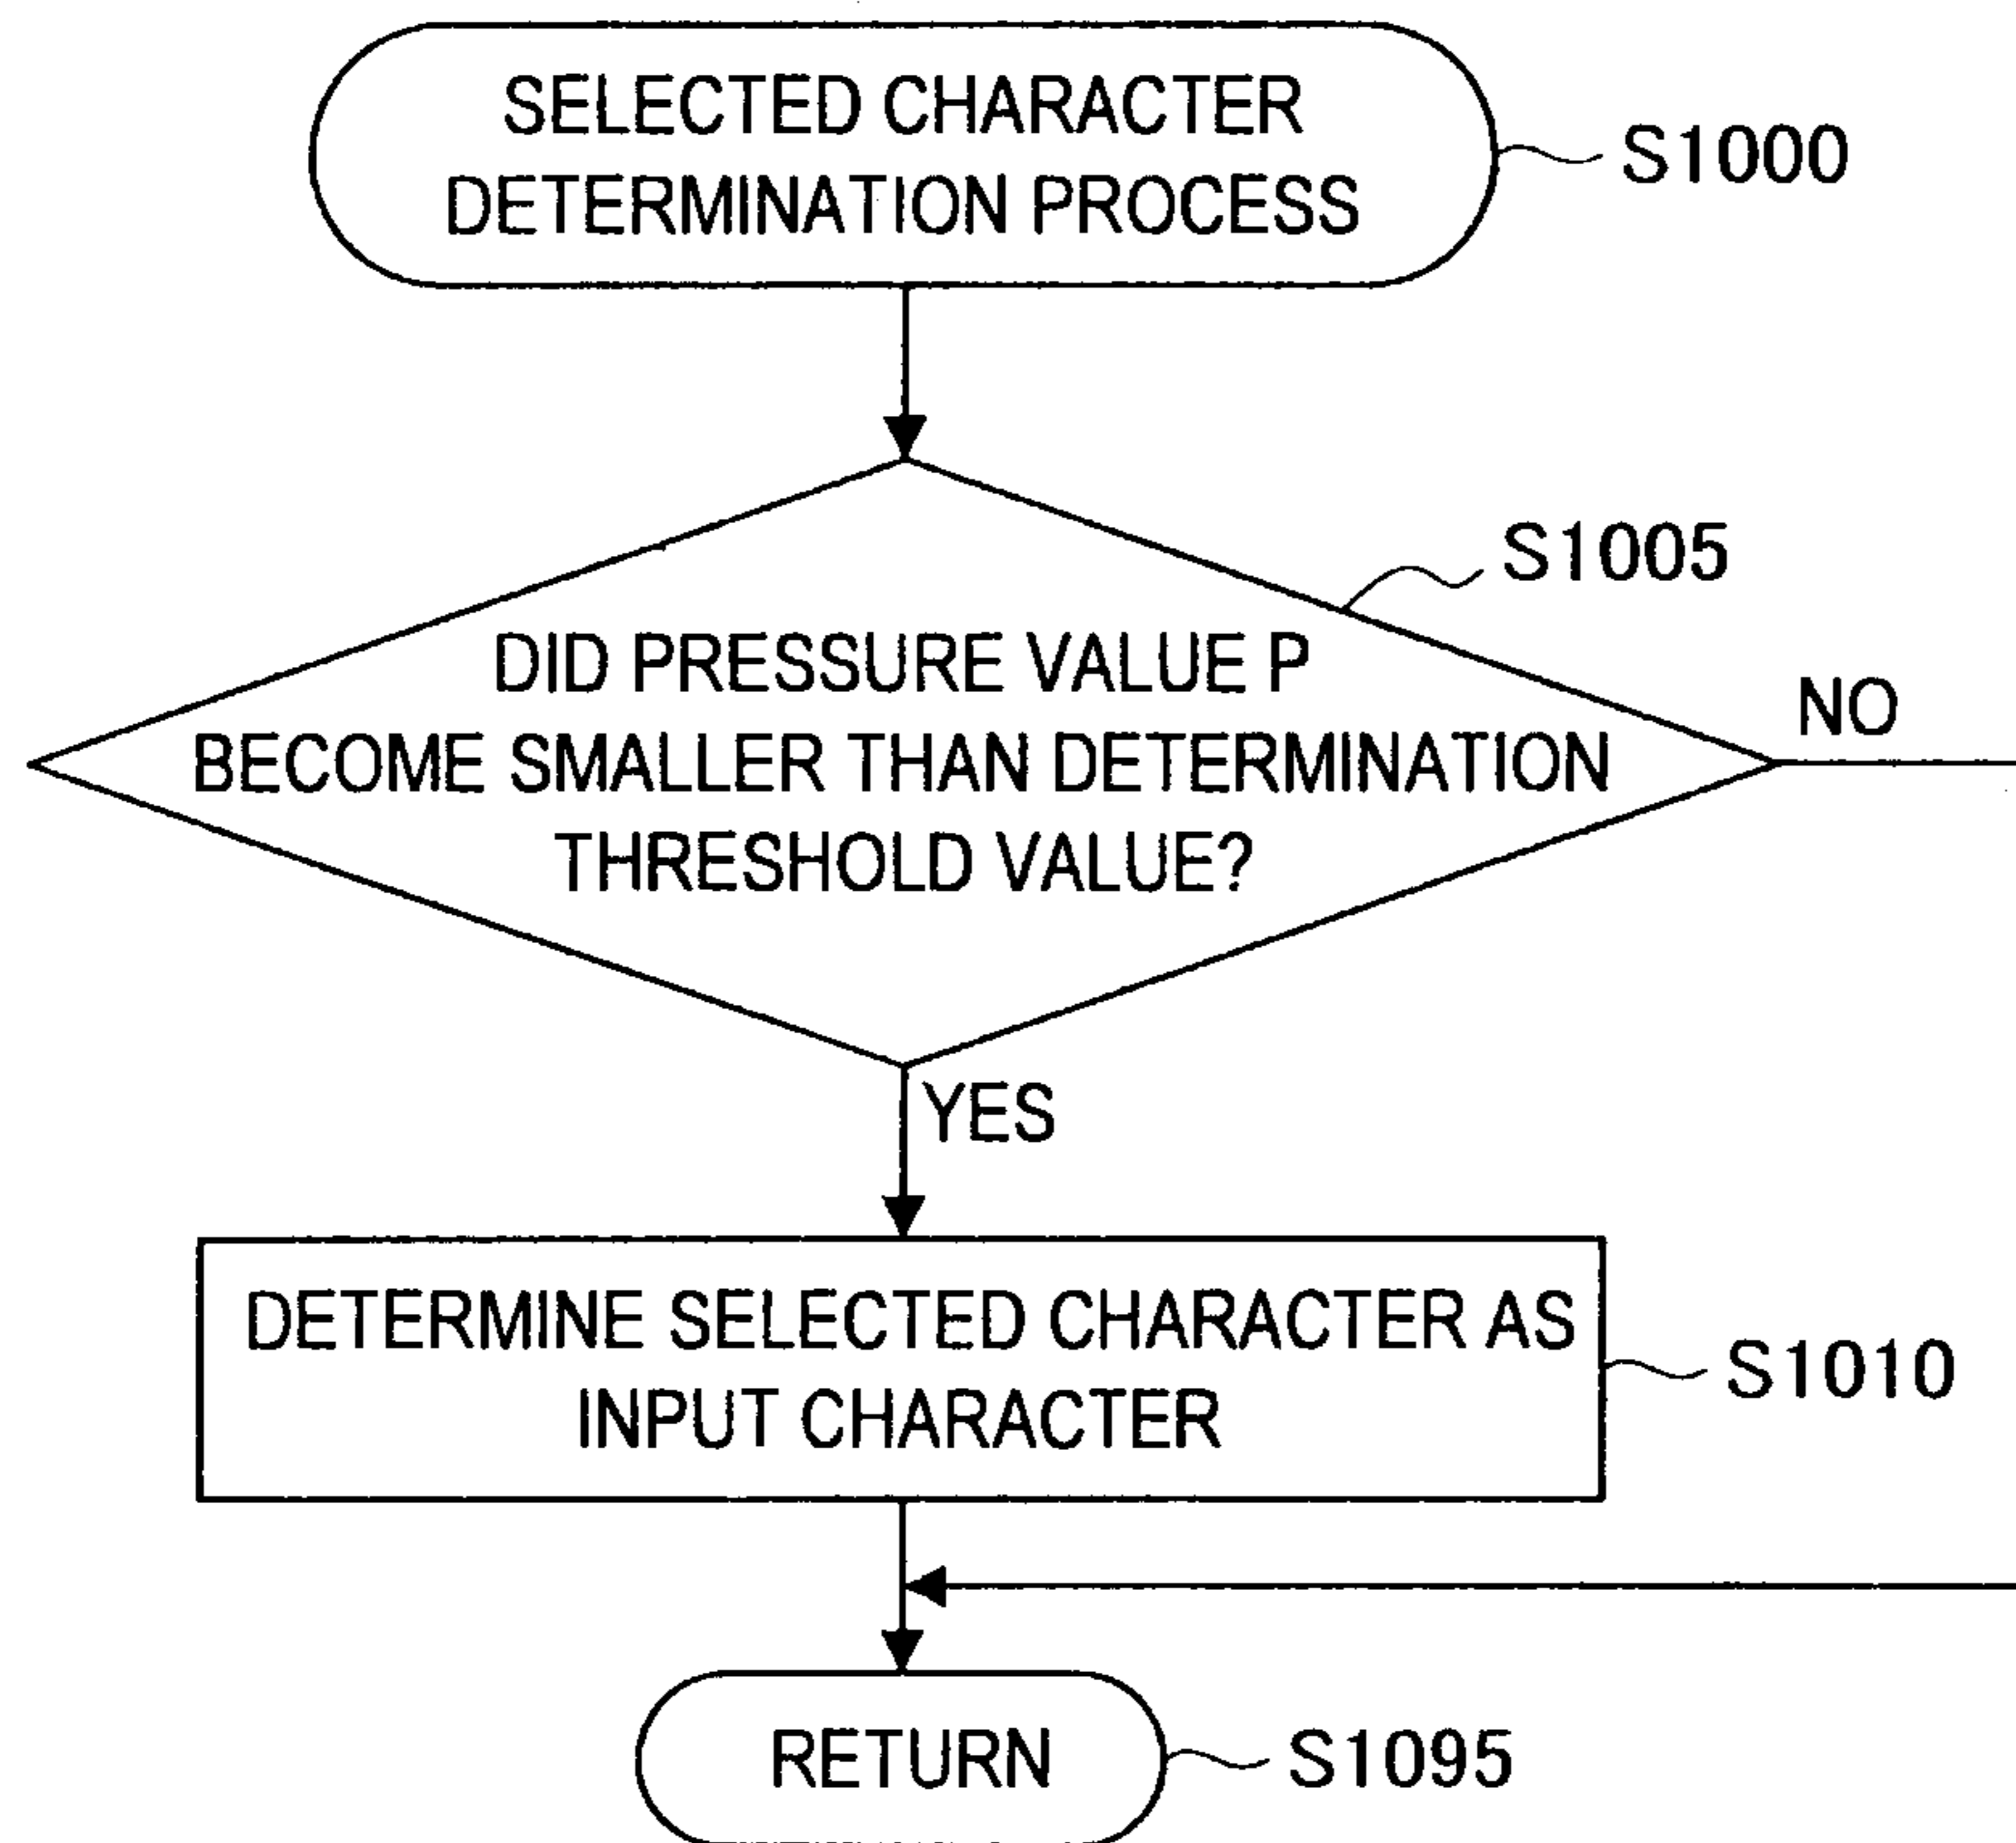 SELECTED CHARACTER
DETERMINATION PROCESS
S1000
S1005
DID PRESSURE VALUE P
BECOME SMALLER THAN DETERMINATION
THRESHOLD VALUE?
NO
YES
DETERMINE SELECTED CHARACTER AS
INPUT CHARACTER
S1010
RETURN
S1095